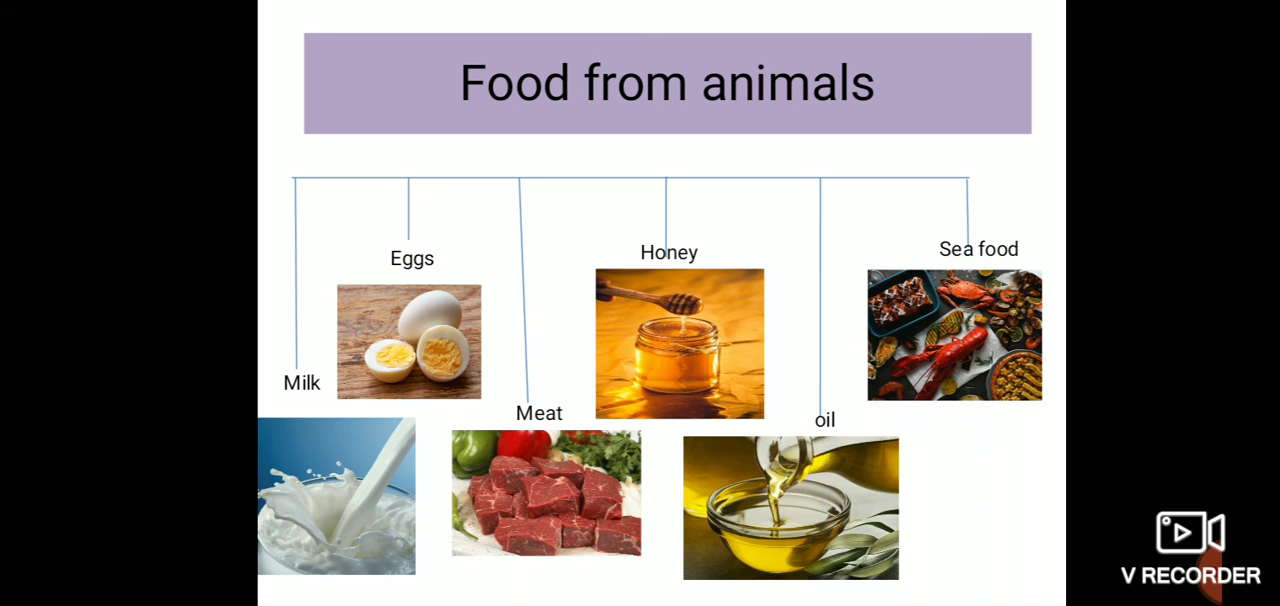 Food from animals
Eggs
Honey
Sea food
Milk
Meat
oil
V RECORDER